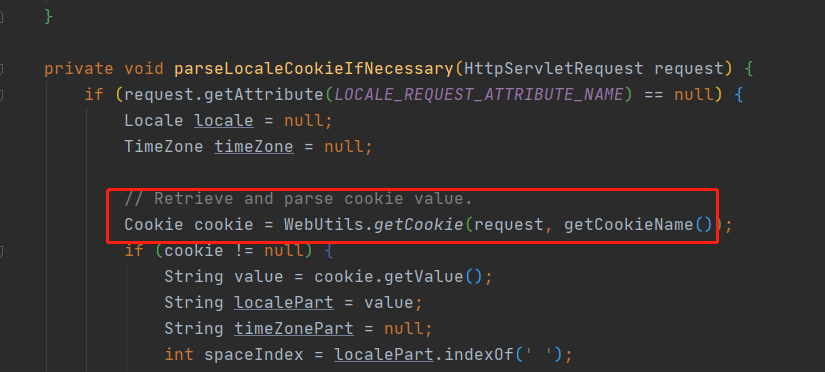 }
private void parseLocaleCookieIfNecessary(HttpServletRequest request) {
if (request.getAttribute(LOCALE_REQUEST_ATTRIBUTE_NAME) == null) {
Locale locale = null;
TimeZone timeZone = null;
// Retrieve and parse cookie value.
Cookie cookie = WebUtils.getCookie(request, getCookieName());
if (cookie != null) {
String value = cookie.getValue();
String localePart = value;
String timeZonePart = null;
int spaceIndex = localePart.indexOf(' ');